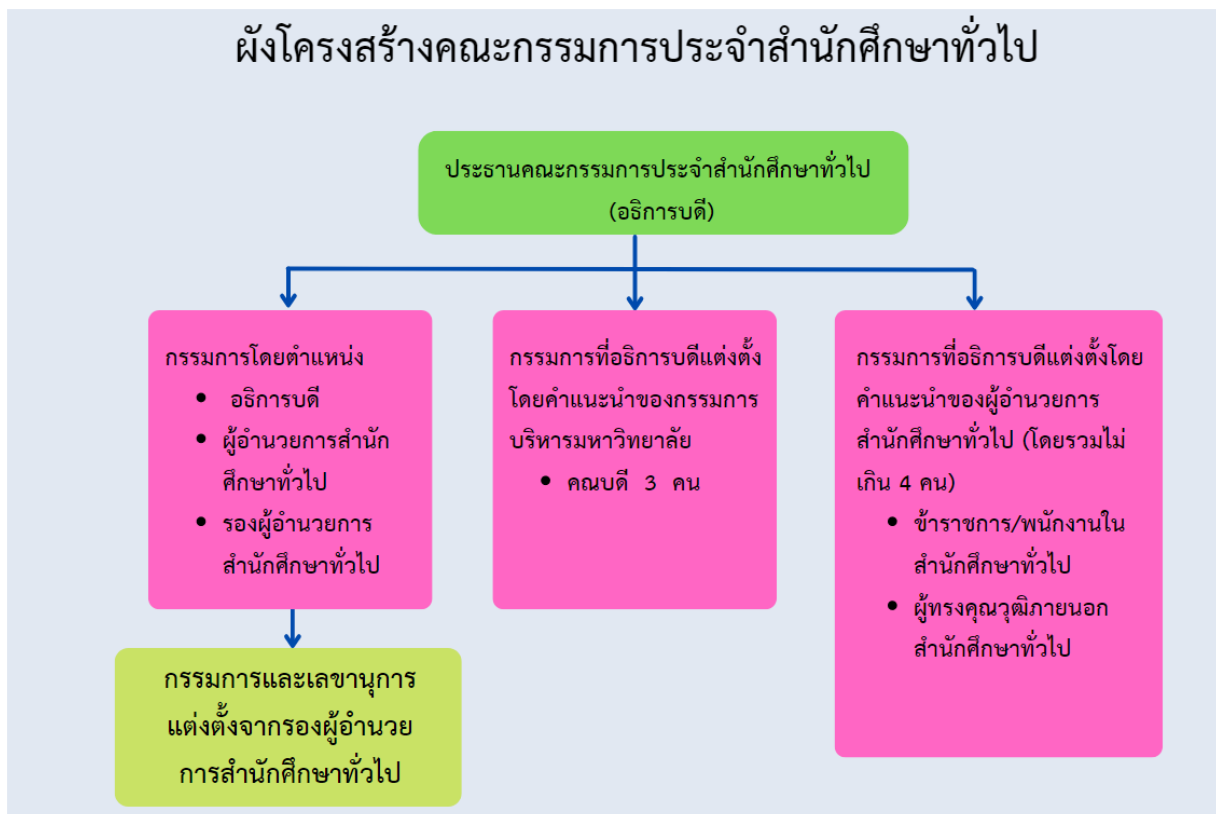 ผังโครงสร้างคณะกรรมการประจำสำนักศึกษาทั่วไป
ประธานคณะกรรมการประจำสำนักศึกษาทั่วไป
(อธิการบดี)
กรรมการโดยตำแหน่ง
• อธิการบดี
• ผู้อำนวยการสำนัก
ศึกษาทั่วไป
• รองผู้อำนวยการ
สำนักศึกษาทั่วไป
กรรมการที่อธิการบดีแต่งตั้ง
โดยคำแนะนำของกรรมการ
บริหารมหาวิทยาลัย
• คณบดี 3 คน
กรรมการที่อธิการบดีแต่งตั้งโดย
คำแนะนำของผู้อำนวยการ
สำนักศึกษาทั่วไป (โดยรวมไม่
เกิน 4 คน)
• ข้าราชการ/พนักงานใน
สำนักศึกษาทั่วไป
• ผู้ทรงคุณวุฒิภายนอก
สำนักศึกษาทั่วไป
กรรมการและเลขานุการ
แต่งตั้งจากรองผู้อำนวย
การสำนักศึกษาทั่วไป